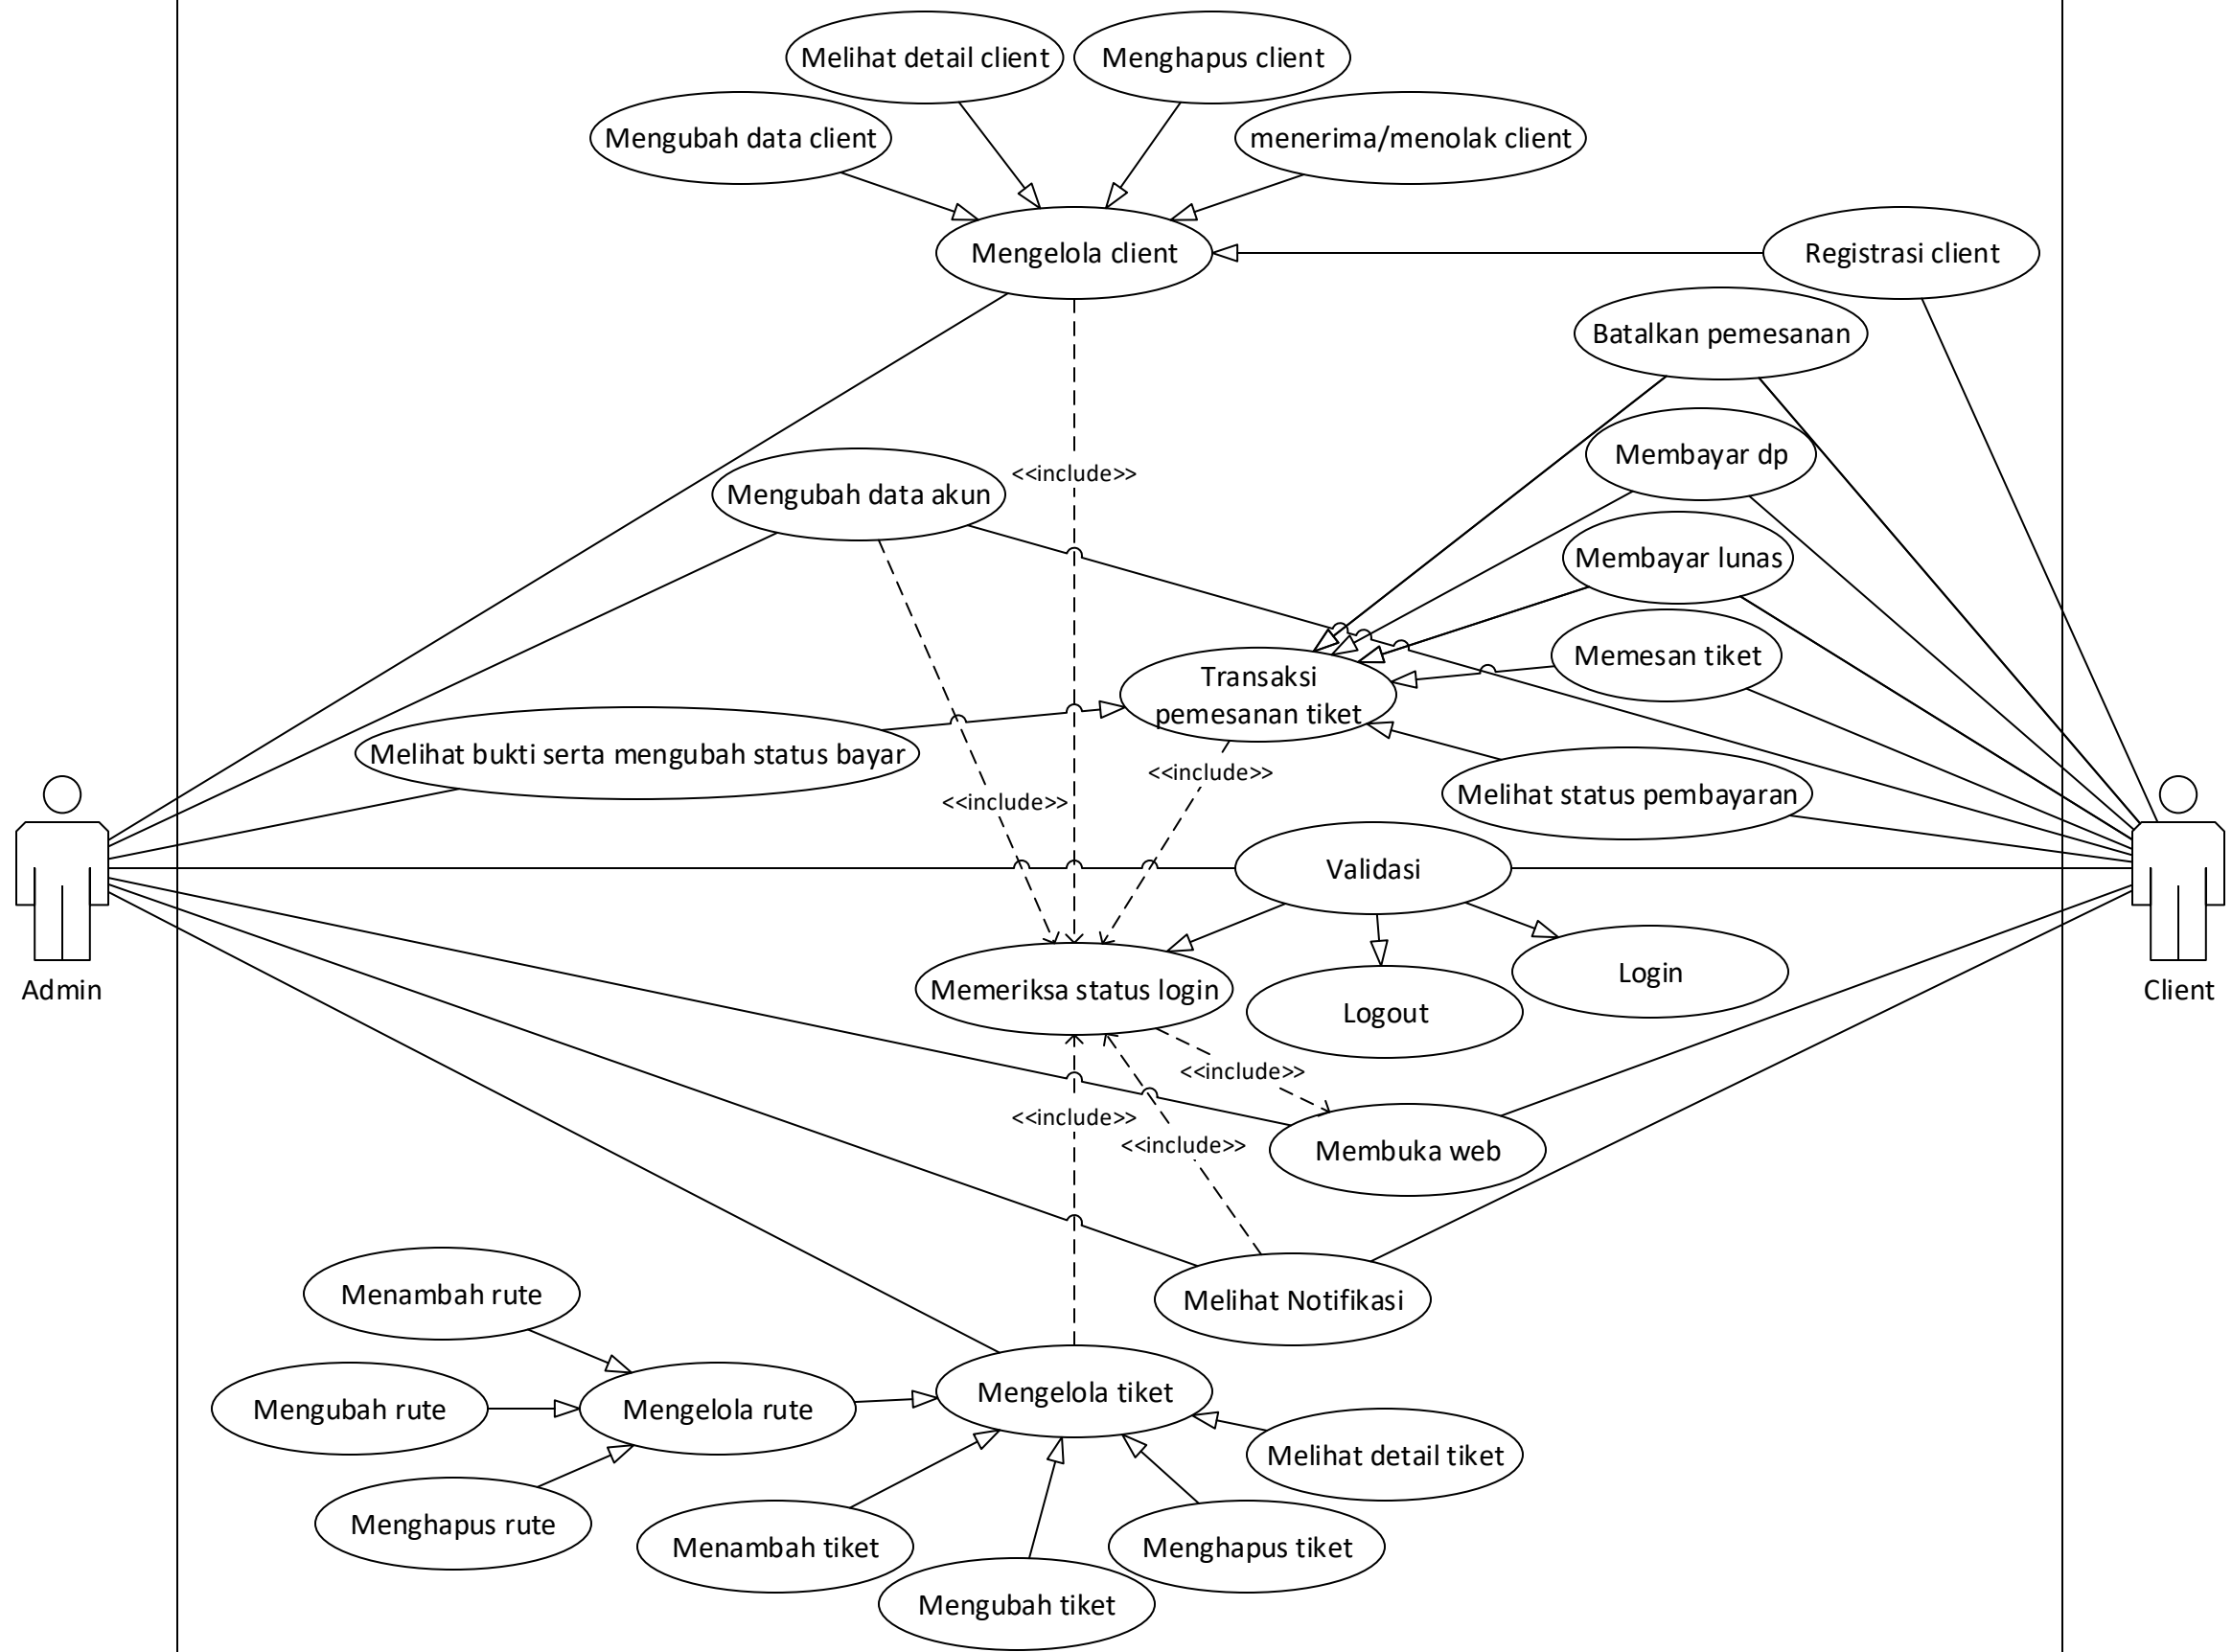 Melihat detail client
Menghapus client
Mengubah data client
menerima/menolak client
Mengelola client
Registrasi client
Batalkan pemesanan
Membayar dp
<<include>>
Mengubah data akun
Membayar lunas
Memesan tiket
Transaksi
pemesanan tiket
Melihat bukti serta mengubah status bayar
<<include>>
Melihat status pembayaran
<<include>>
Validasi
Admin
Memeriksa status login
Login
Client
Logout
<<include>>
<<include>>
<<include>>
Membuka web
Menambah rute
Melihat Notifikasi
Mengelola tiket
Mengubah rute
Mengelola rute
Melihat detail tiket
Menghapus rute
Menambah tiket
Menghapus tiket
Mengubah tiket